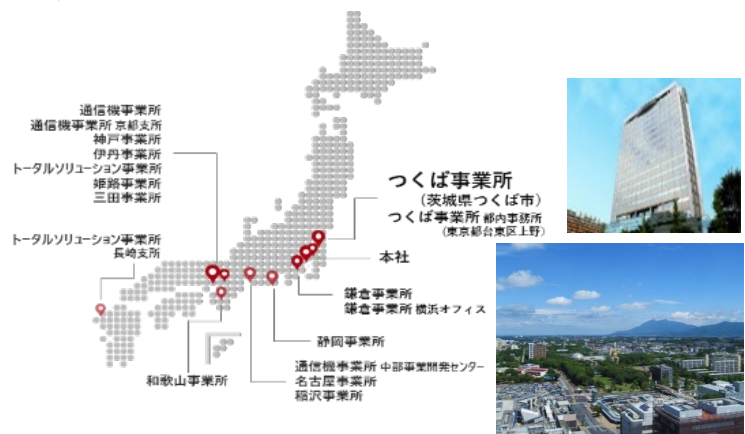 通信機事業所
通信機事業所 京都支所
神戸事業所
伊丹事業所
トータルソリューション事業所
姫路事業所
三田事業所
トータルソリューション事業所
長崎支所
和歌山事業所
つくば事業所
(茨城県つくば市)
つくば事業所 都内事務所
(東京都台東区上野)
本社
鎌倉事業所
鎌倉事業所 横浜オフィス
静岡事業所
通信機事業所 中部事業開発センター
名古屋事業所
稲沢事業所